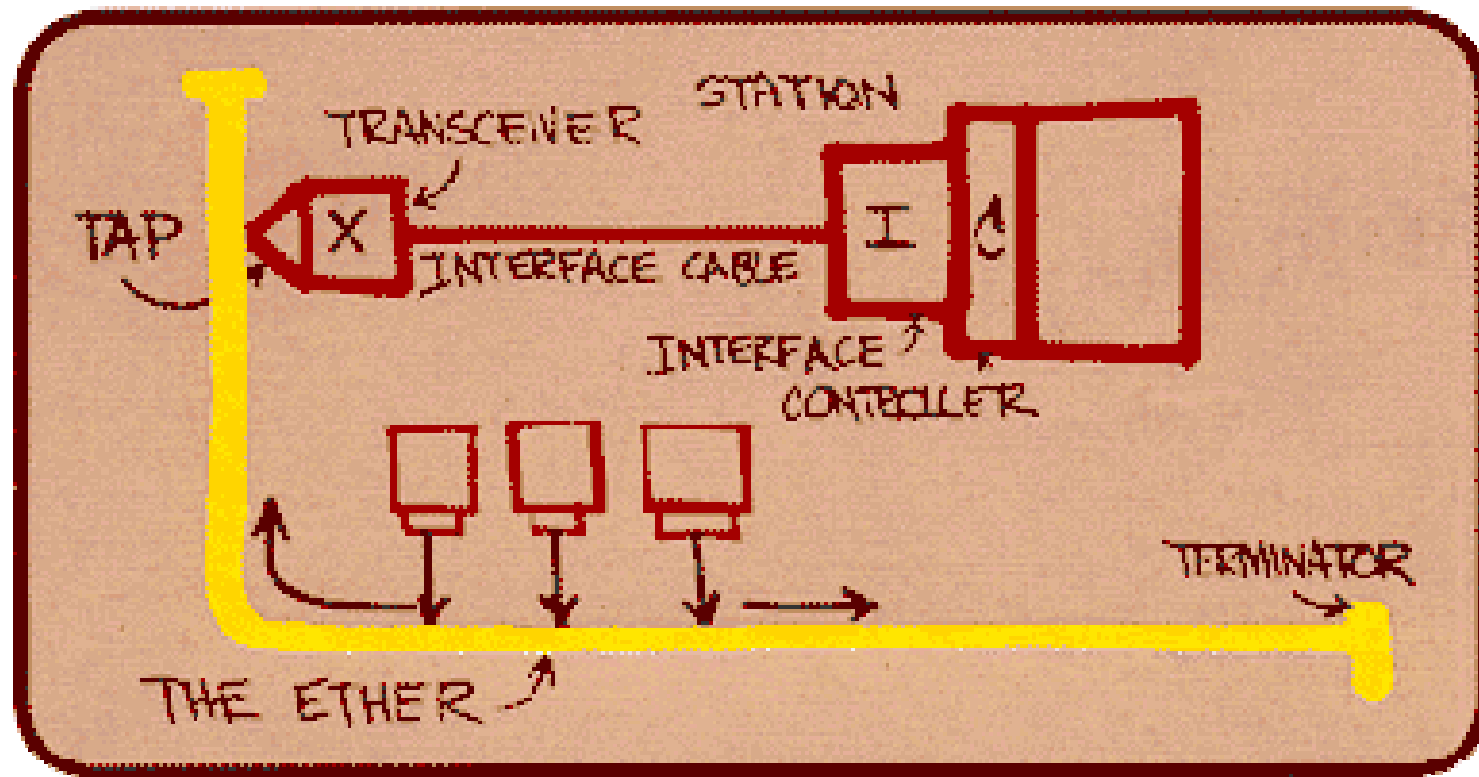 STATION
TRANSCEIVER
TAP
X
I
C
INTERFACE CABLE
INTERFACE
CONTROLLER
TERMINATOR
THE ETHER